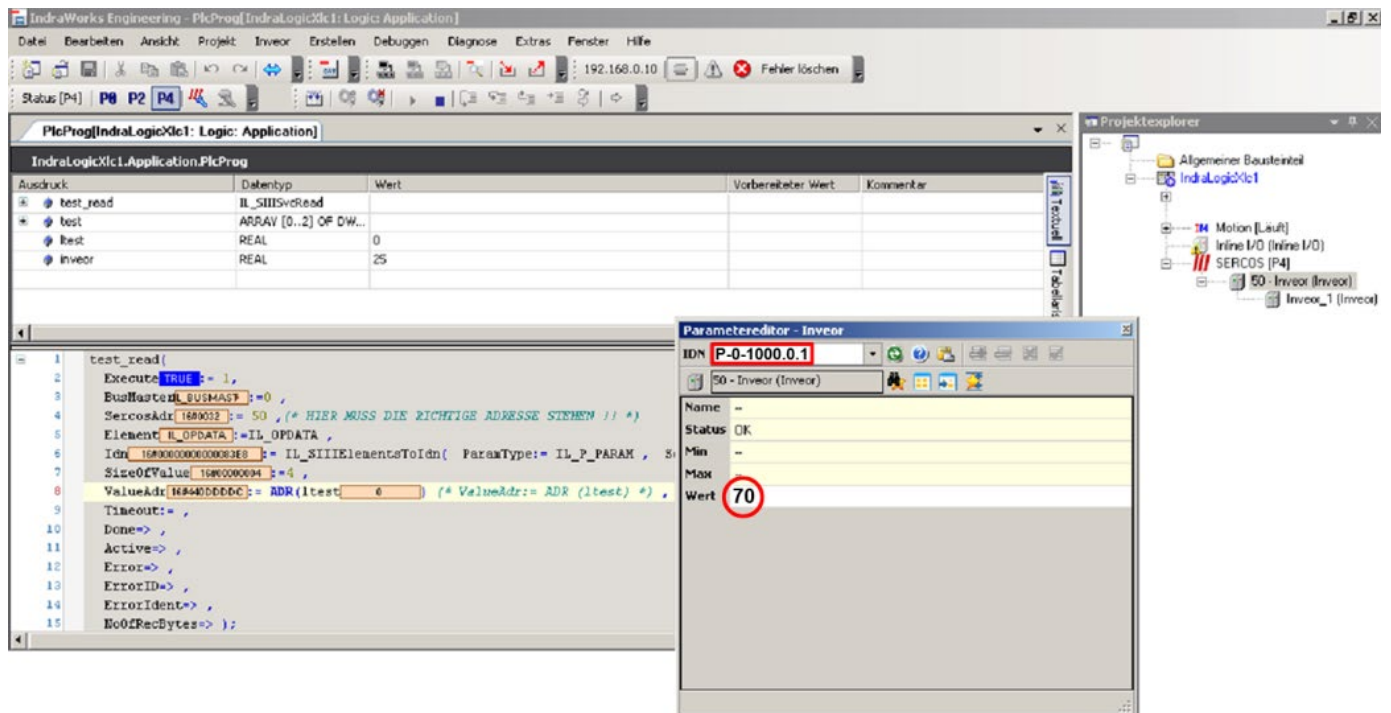 IndraWorks Engineering - PlcProg[IndraLogicXlc1: Logic: Application]
Datei Bearbeiten Ansicht Projekt Inveor Erstellen Debuggen Diagnose Extras Fenster Hilfe
192.168.0.10 Fehler löschen
Status [P4] P0 P2 P4
PlcProg[IndraLogicXlc1: Logic: Application]
IndraLogicXlc1.Application.PlcProg
Ausdruck Datentyp Wert Vorbereiteter Wert Kommentar
test_read IL_SIIISvcRead
test ARRAY [0..2] OF DW...
ltest REAL 0
inveor REAL 25
Textuell
Tabellaris
1 test_read(
2 Execute TRUE := 1,
3 BusMaster IL_BUSMAST :=0 ,
4 SercosAdr 16#0032 := 50 ,(* HIER MUSS DIE RICHTIGE ADRESSE STEHEN !! *)
5 Element IL_OPDATA :=IL_OPDATA ,
6 Idn 16#00000000000083E8 := IL_SIIIElementsToIdn( ParamType:= IL_P_PARAM ,
7 SizeOfValue 16#00000004 :=4 ,
8 ValueAdr := ADR(ltest 0 ) (* ValueAdr:= ADR (ltest) *) ,
9 Timeout:= ,
10 Done=> ,
11 Active=> ,
12 Error=> ,
13 ErrorID=> ,
14 ErrorIdent=> ,
15 NoOfRecBytes=> );
Projektexplorer
Allgemeiner Bausteinteil
IndraLogicXlc1
Motion [Läuft]
Inline I/O (Inline I/O)
SERCOS [P4]
50 - Inveor (Inveor)
Inveor_1 (Inveor)
Parametereditor - Inveor
IDN P-0-1000.0.1
50 - Inveor (Inveor)
Name --
Status OK
Min --
Max --
Wert 70